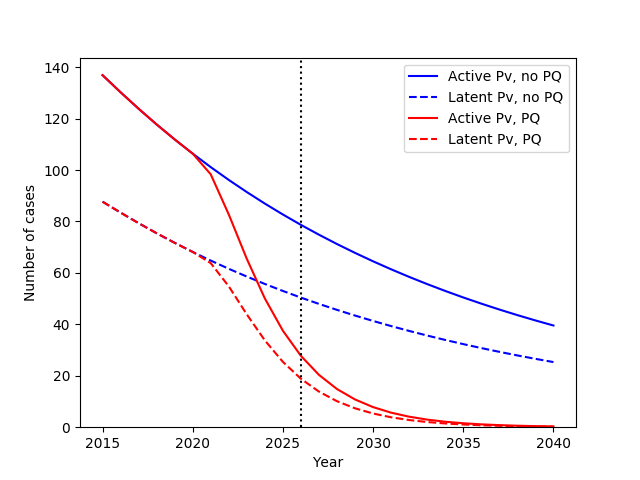 140
120
100
80
60
40
20
0
Number of cases
Active Pv, no PQ
Latent Pv, no PQ
Active Pv, PQ
Latent Pv, PQ
2015 2020 2025 2030 2035 2040
Year